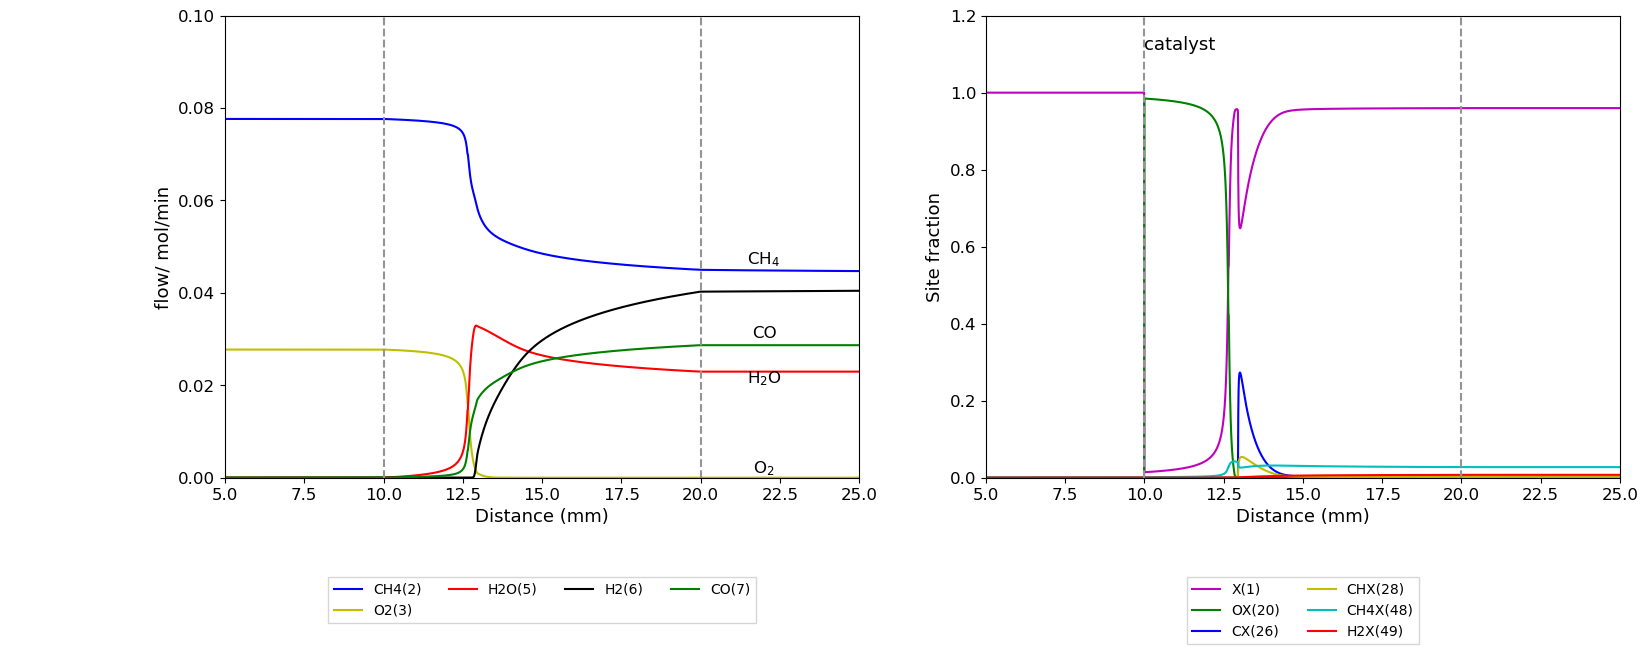 0.10
0.08
0.06
0.04
0.02
0.00
flow/ mol/min
CH4
CO
H2O
O2
5.0 7.5 10.0 12.5 15.0 17.5 20.0 22.5 25.0
Distance (mm)
CH4(2) H2O(5) H2(6) CO(7)
O2(3)
1.2
1.0
0.8
0.6
0.4
0.2
0.0
Site fraction
catalyst
5.0 7.5 10.0 12.5 15.0 17.5 20.0 22.5 25.0
Distance (mm)
X(1) CHX(28)
OX(20) CH4X(48)
CX(26) H2X(49)